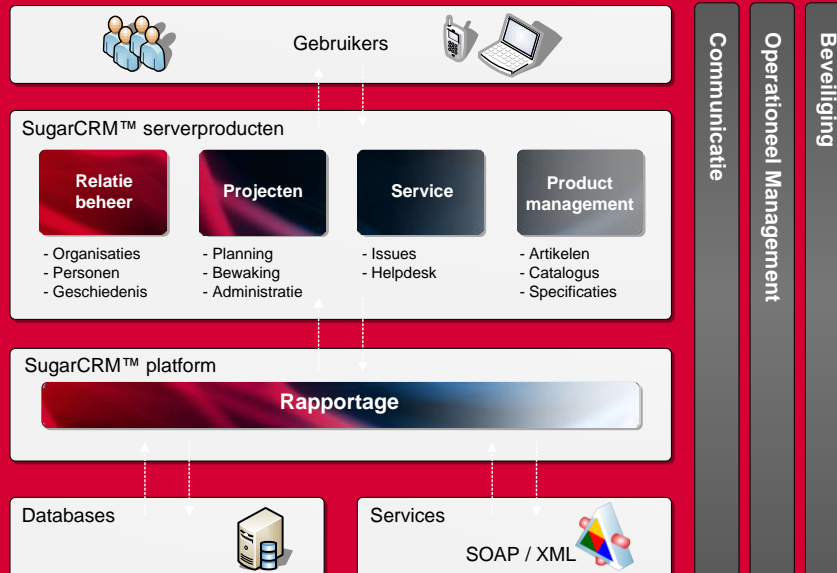 Gebruikers
SugarCRM™ serverproducten
Relatie
beheer
- Organisaties
- Personen
- Geschiedenis
Projecten
- Planning
- Bewaking
- Administratie
Service
- Issues
- Helpdesk
Product
management
- Artikelen
- Catalogus
- Specificaties
SugarCRM™ platform
Rapportage
Databases
Services
SOAP / XML
Communicatie
Operationeel Management
Beveiliging